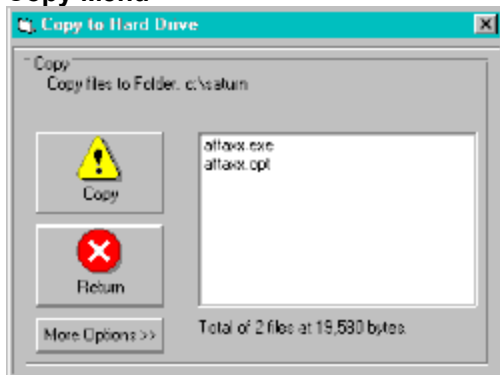 Copy Menu
Copy to Hard Drive
Copy
Copy files to Folder: c:\saturn
attaxx.exe
attaxx.opt
Copy
Return
More Options >>
Total of 2 files at 19,580 bytes.